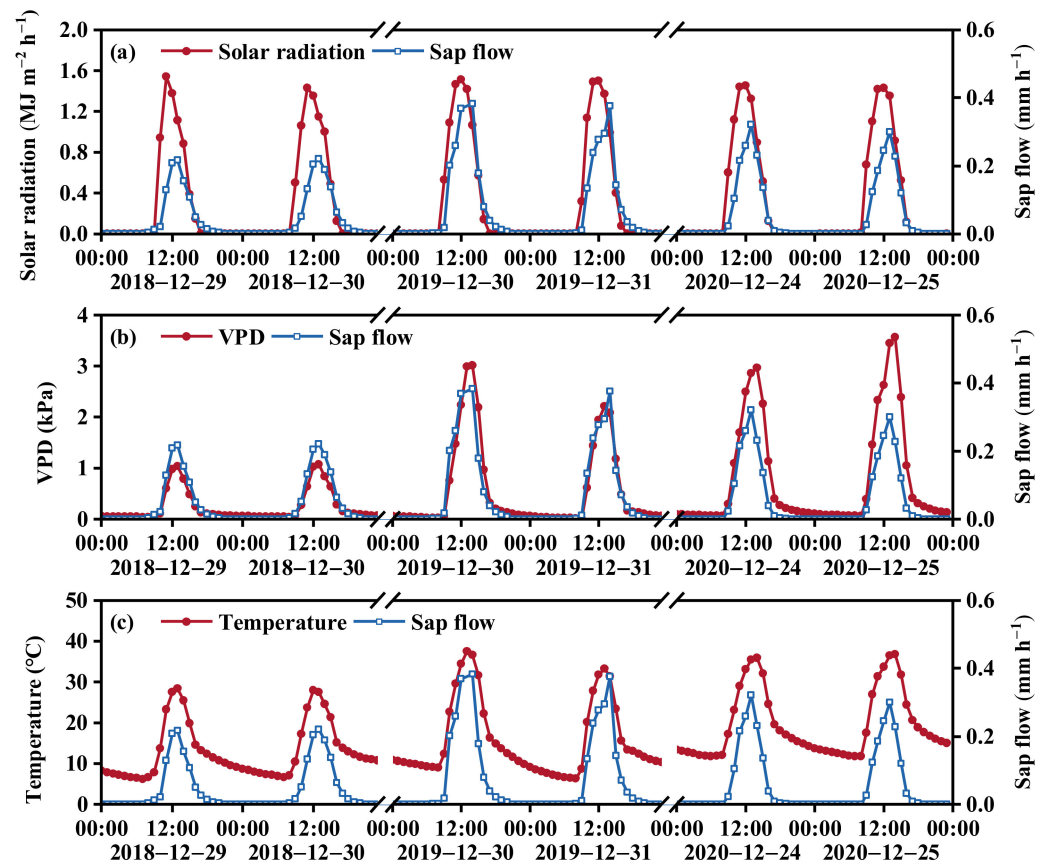 (a) Solar radiation Sap flow
Solar radiation (MJ m⁻² h⁻¹)
2.0
1.6
1.2
0.8
0.4
0.0
0.6
0.4
0.2
0.0
Sap flow (mm h⁻¹)
00:00 12:00 00:00 12:00 00:00 12:00 00:00 12:00 00:00 12:00 00:00 12:00 00:00
2018–12–29 2018–12–30 2019–12–30 2019–12–31 2020–12–24 2020–12–25
(b) VPD Sap flow
VPD (kPa)
4
3
2
1
0
0.6
0.4
0.2
0.0
Sap flow (mm h⁻¹)
00:00 12:00 00:00 12:00 00:00 12:00 00:00 12:00 00:00 12:00 00:00 12:00 00:00
2018–12–29 2018–12–30 2019–12–30 2019–12–31 2020–12–24 2020–12–25
(c) Temperature Sap flow
Temperature (°C)
50
40
30
20
10
0
0.6
0.4
0.2
0.0
Sap flow (mm h⁻¹)
00:00 12:00 00:00 12:00 00:00 12:00 00:00 12:00 00:00 12:00 00:00 12:00 00:00
2018–12–29 2018–12–30 2019–12–30 2019–12–31 2020–12–24 2020–12–25